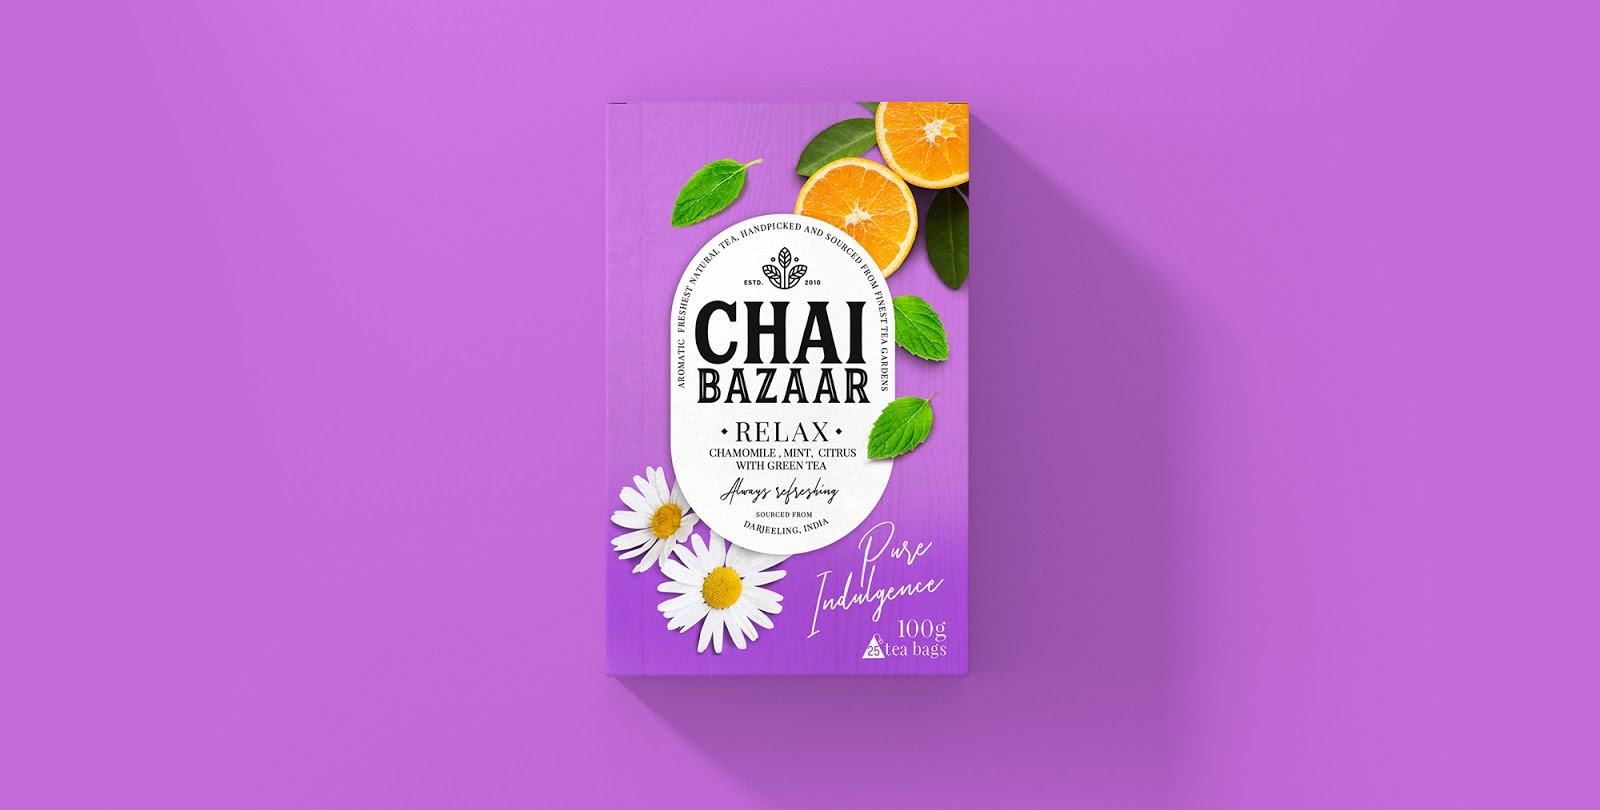 AROMATIC FRESHEST NATURAL TEA, HANDPICKED AND SOURCED FROM FINEST TEA GARDENS
ESTD. 2010
CHAI
BAZAAR
• RELAX •
CHAMOMILE , MINT, CITRUS
WITH GREEN TEA
Always refreshing
SOURCED FROM
DARJEELING, INDIA
Pure
Indulgence
100g
25 tea bags